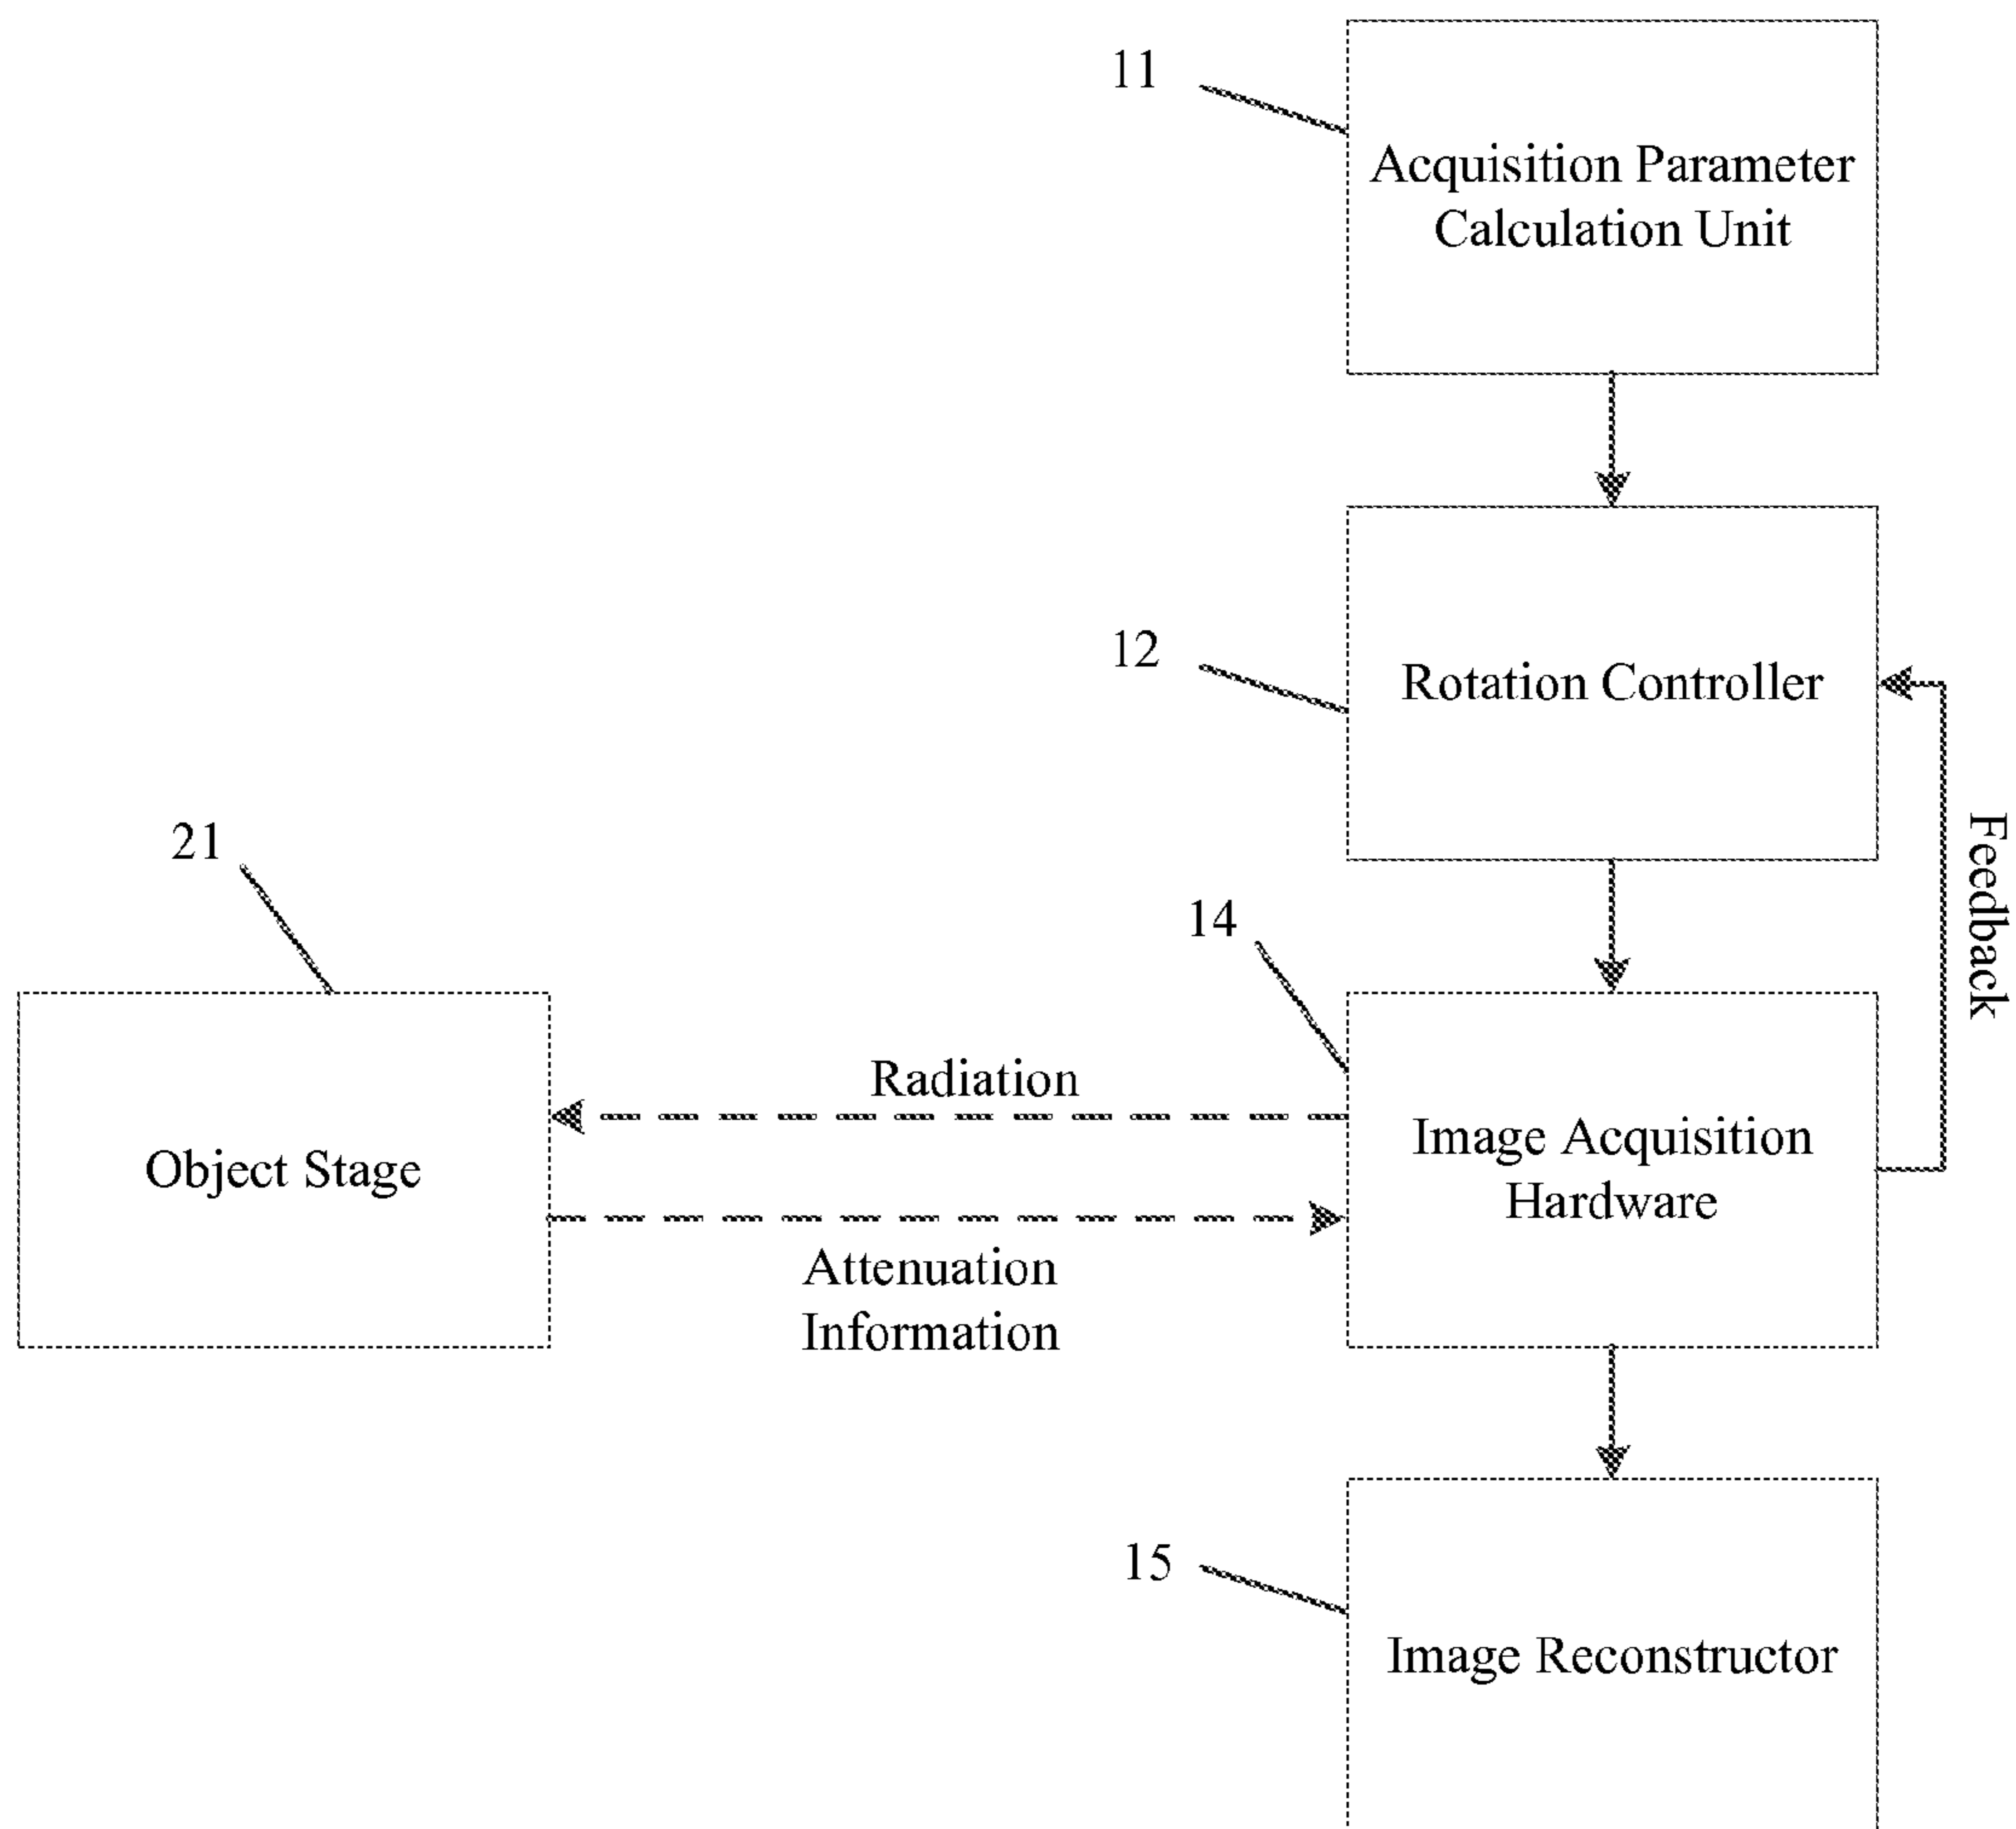 11
Acquisition Parameter
Calculation Unit
12
Rotation Controller
Feedback
21
14
Object Stage
Radiation
Attenuation
Information
Image Acquisition
Hardware
15
Image Reconstructor